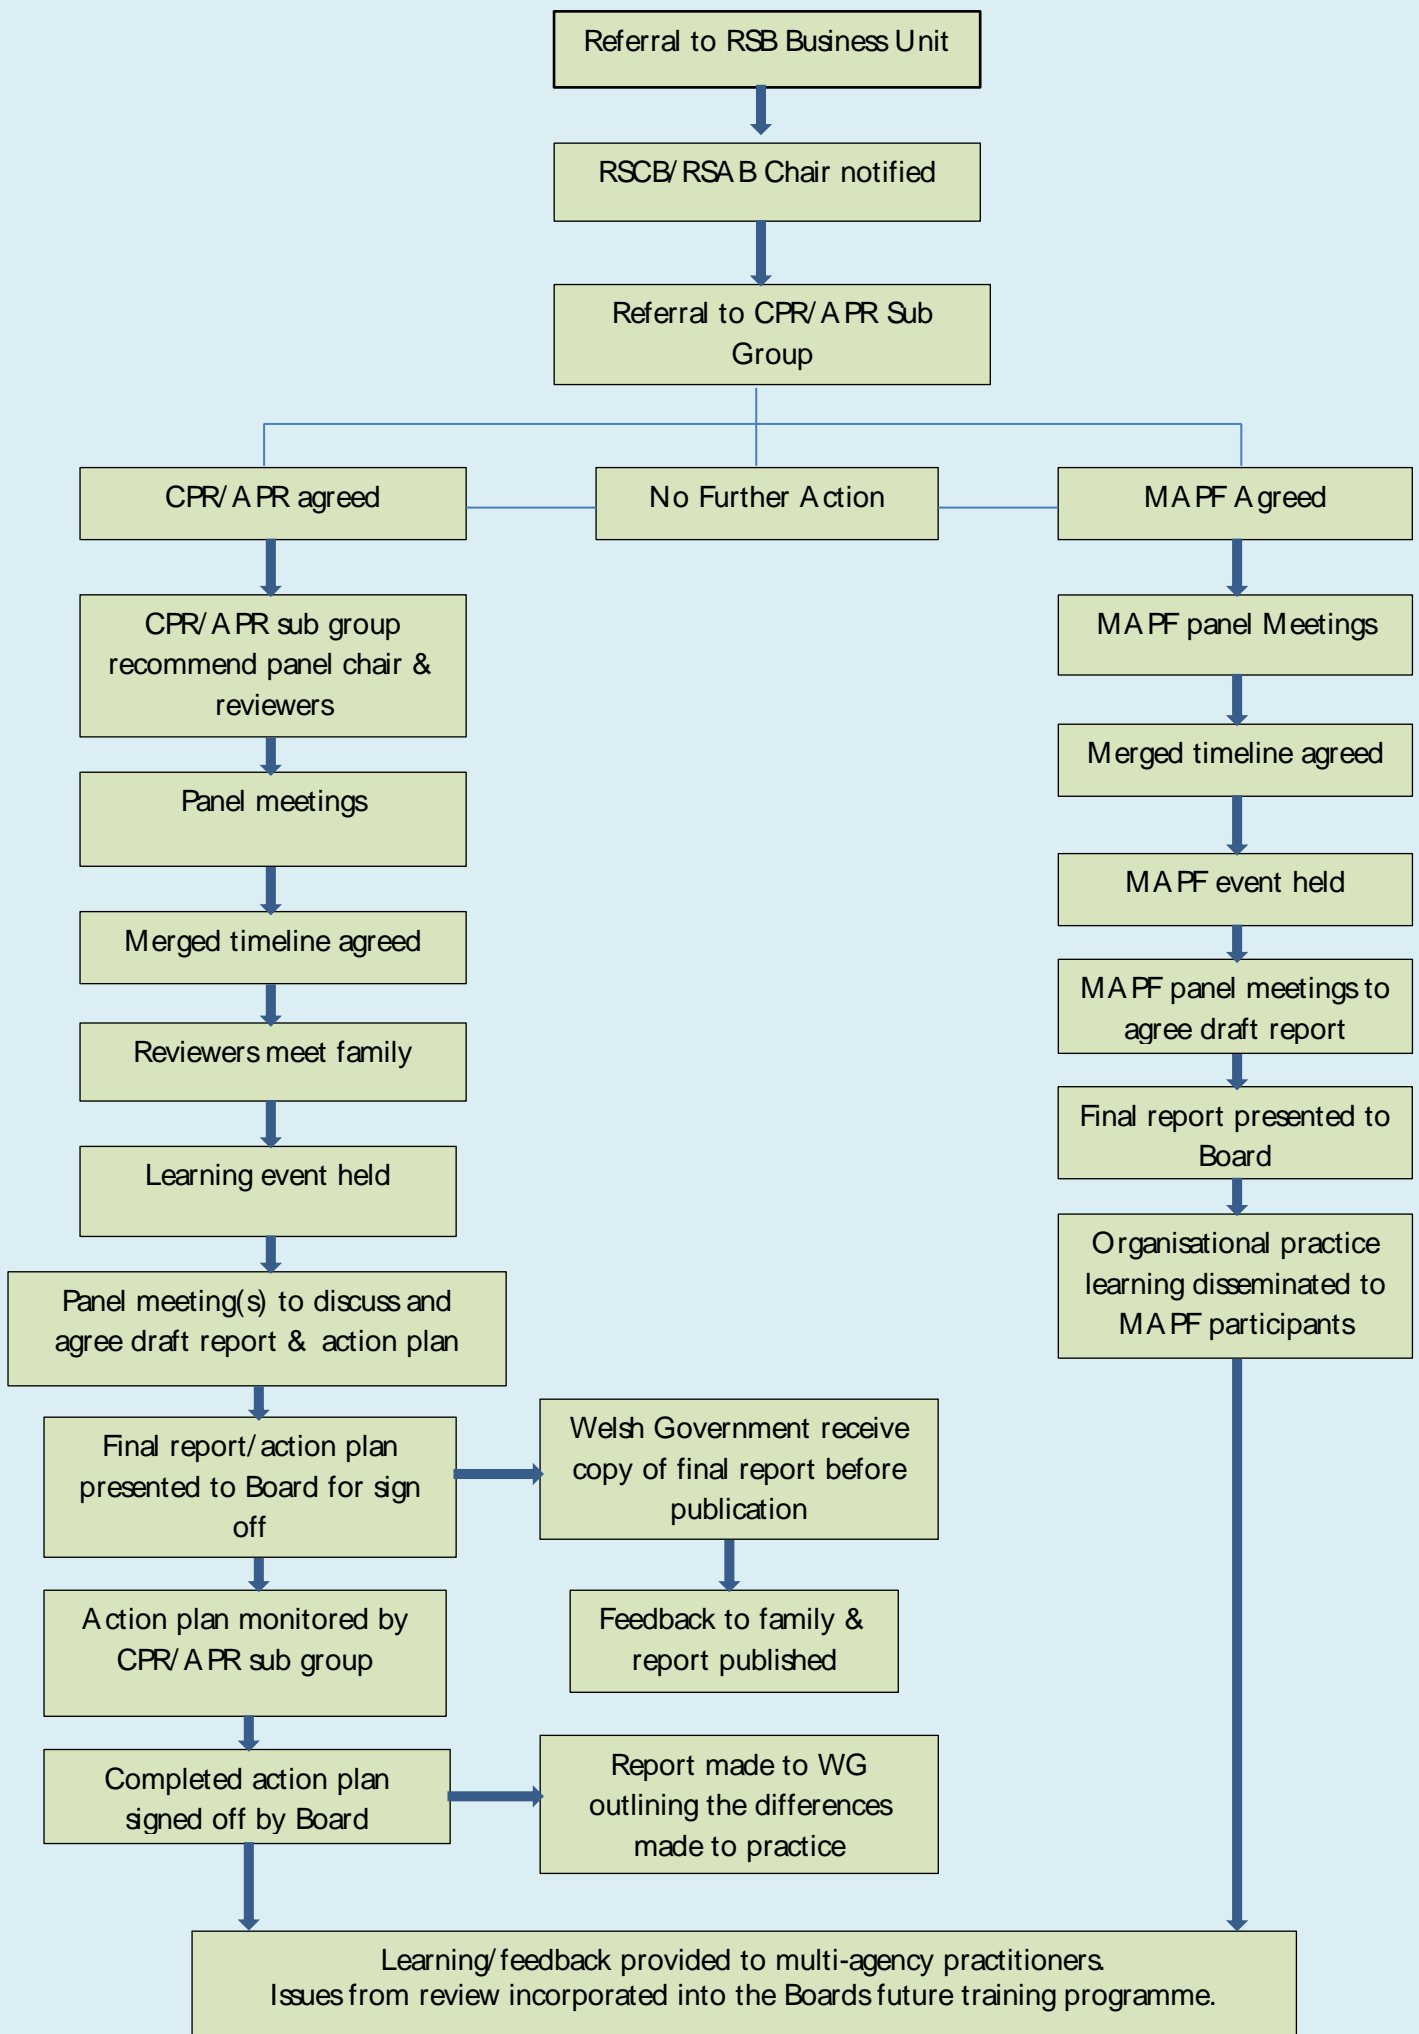 Referral to RSB Business Unit
RSCB/RSAB Chair notified
Referral to CPR/APR Sub
Group
CPR/APR agreed
No Further Action
MAPF Agreed
CPR/APR sub group
recommend panel chair &
reviewers
Panel meetings
Merged timeline agreed
Reviewers meet family
Learning event held
Panel meeting(s) to discuss and
agree draft report & action plan
Final report/action plan
presented to Board for sign
off
Welsh Government receive
copy of final report before
publication
Feedback to family &
report published
Action plan monitored by
CPR/APR sub group
Completed action plan
signed off by Board
Report made to WG
outlining the differences
made to practice
MAPF panel Meetings
Merged timeline agreed
MAPF event held
MAPF panel meetings to
agree draft report
Final report presented to
Board
Organisational practice
learning disseminated to
MAPF participants
Learning/feedback provided to multi-agency practitioners.
Issues from review incorporated into the Boards future training programme.